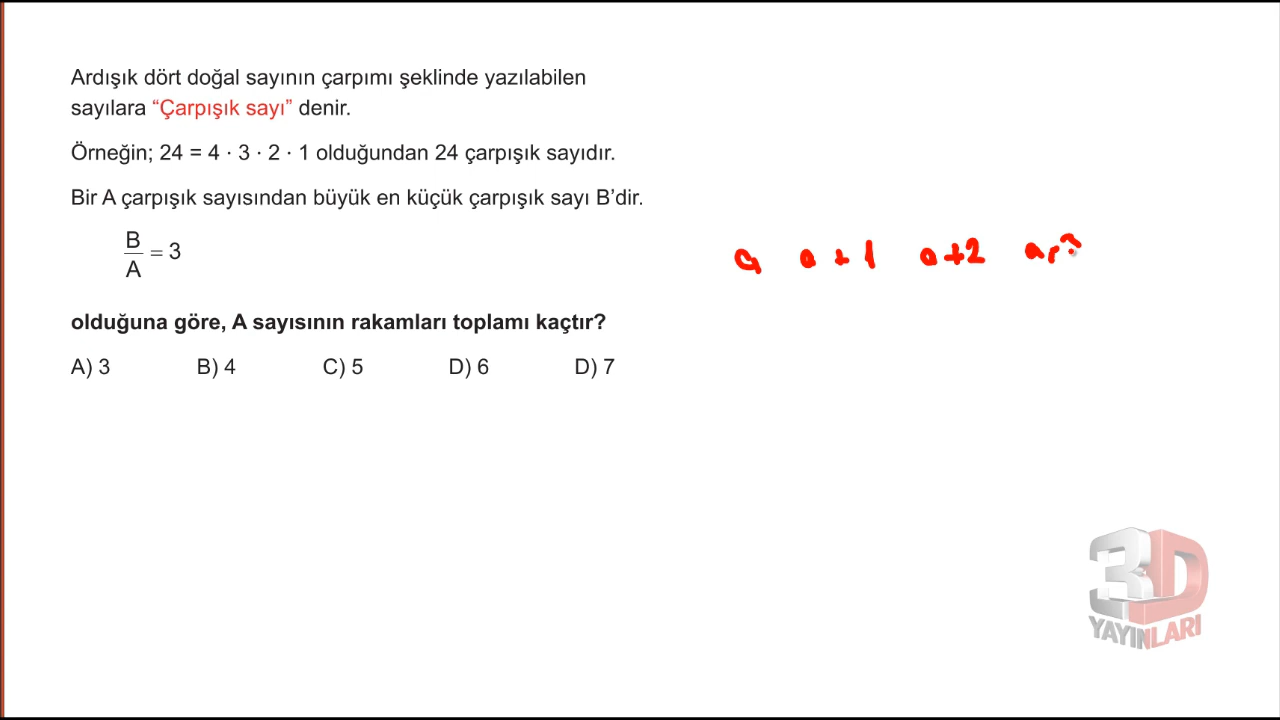 Ardışık dört doğal sayının çarpımı şeklinde yazılabilen
sayılara “Çarpışık sayı” denir.
Örneğin; 24 = 4 · 3 · 2 · 1 olduğundan 24 çarpışık sayıdır.
Bir A çarpışık sayısından büyük en küçük çarpışık sayı B’dir.
B/A = 3
a a+1 a+2 a+3
olduğuna göre, A sayısının rakamları toplamı kaçtır?
A) 3 B) 4 C) 5 D) 6 D) 7
3D
YAYINLARI